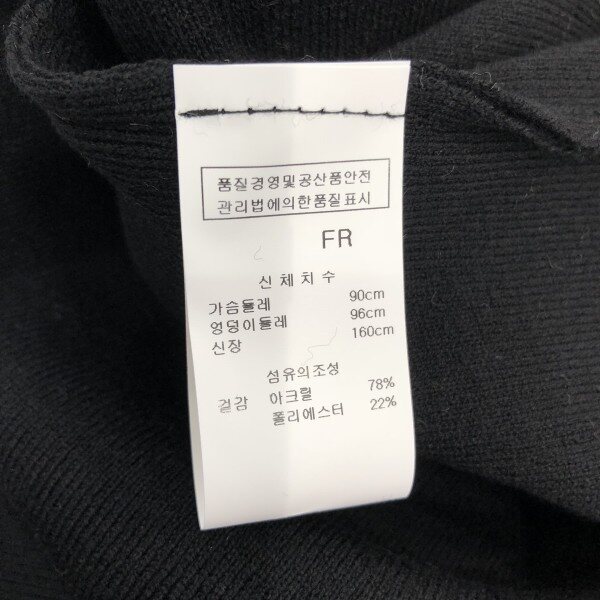 품질경영및공산품안전
관리법에의한품질표시
FR
신체치수
가슴둘레 90cm
엉덩이둘레 96cm
신장 160cm
섬유의조성
겉감 아크릴 78%
폴리에스터 22%